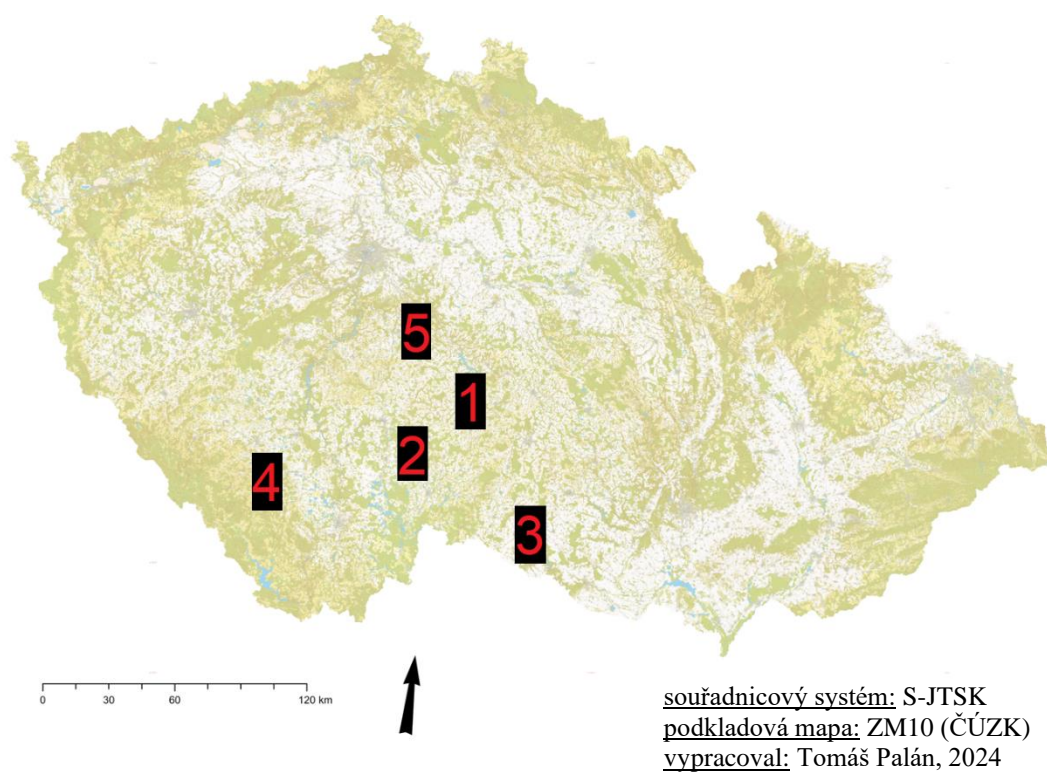 5
1
2
4
3
0 30 60 120 km
souřadnicový systém: S-JTSK
podkladová mapa: ZM10 (ČÚZK)
vypracoval: Tomáš Palán, 2024